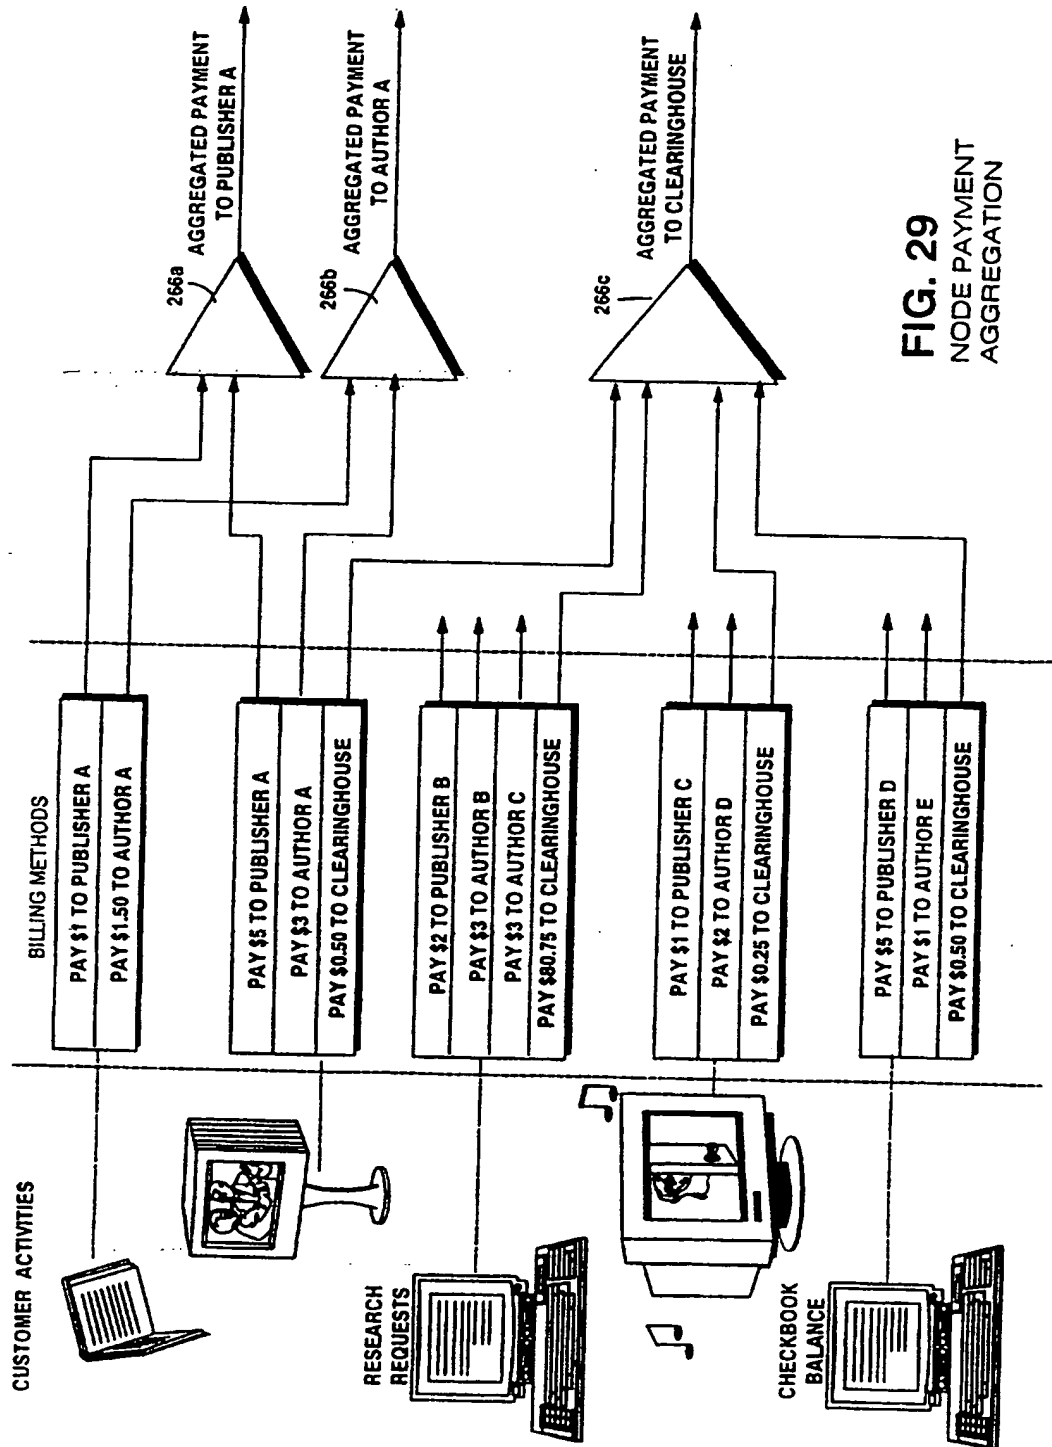 CUSTOMER ACTIVITIES
RESEARCH
REQUESTS
CHECKBOOK
BALANCE
BILLING METHODS
PAY $1 TO PUBLISHER A
PAY $1.50 TO AUTHOR A
PAY $5 TO PUBLISHER A
PAY $3 TO AUTHOR A
PAY $0.50 TO CLEARINGHOUSE
PAY $2 TO PUBLISHER B
PAY $3 TO AUTHOR B
PAY $3 TO AUTHOR C
PAY $80.75 TO CLEARINGHOUSE
PAY $1 TO PUBLISHER C
PAY $2 TO AUTHOR D
PAY $0.25 TO CLEARINGHOUSE
PAY $5 TO PUBLISHER D
PAY $1 TO AUTHOR E
PAY $0.50 TO CLEARINGHOUSE
266a
AGGREGATED PAYMENT
TO PUBLISHER A
266b
AGGREGATED PAYMENT
TO AUTHOR A
266c
AGGREGATED PAYMENT
TO CLEARINGHOUSE
FIG. 29
NODE PAYMENT
AGGREGATION